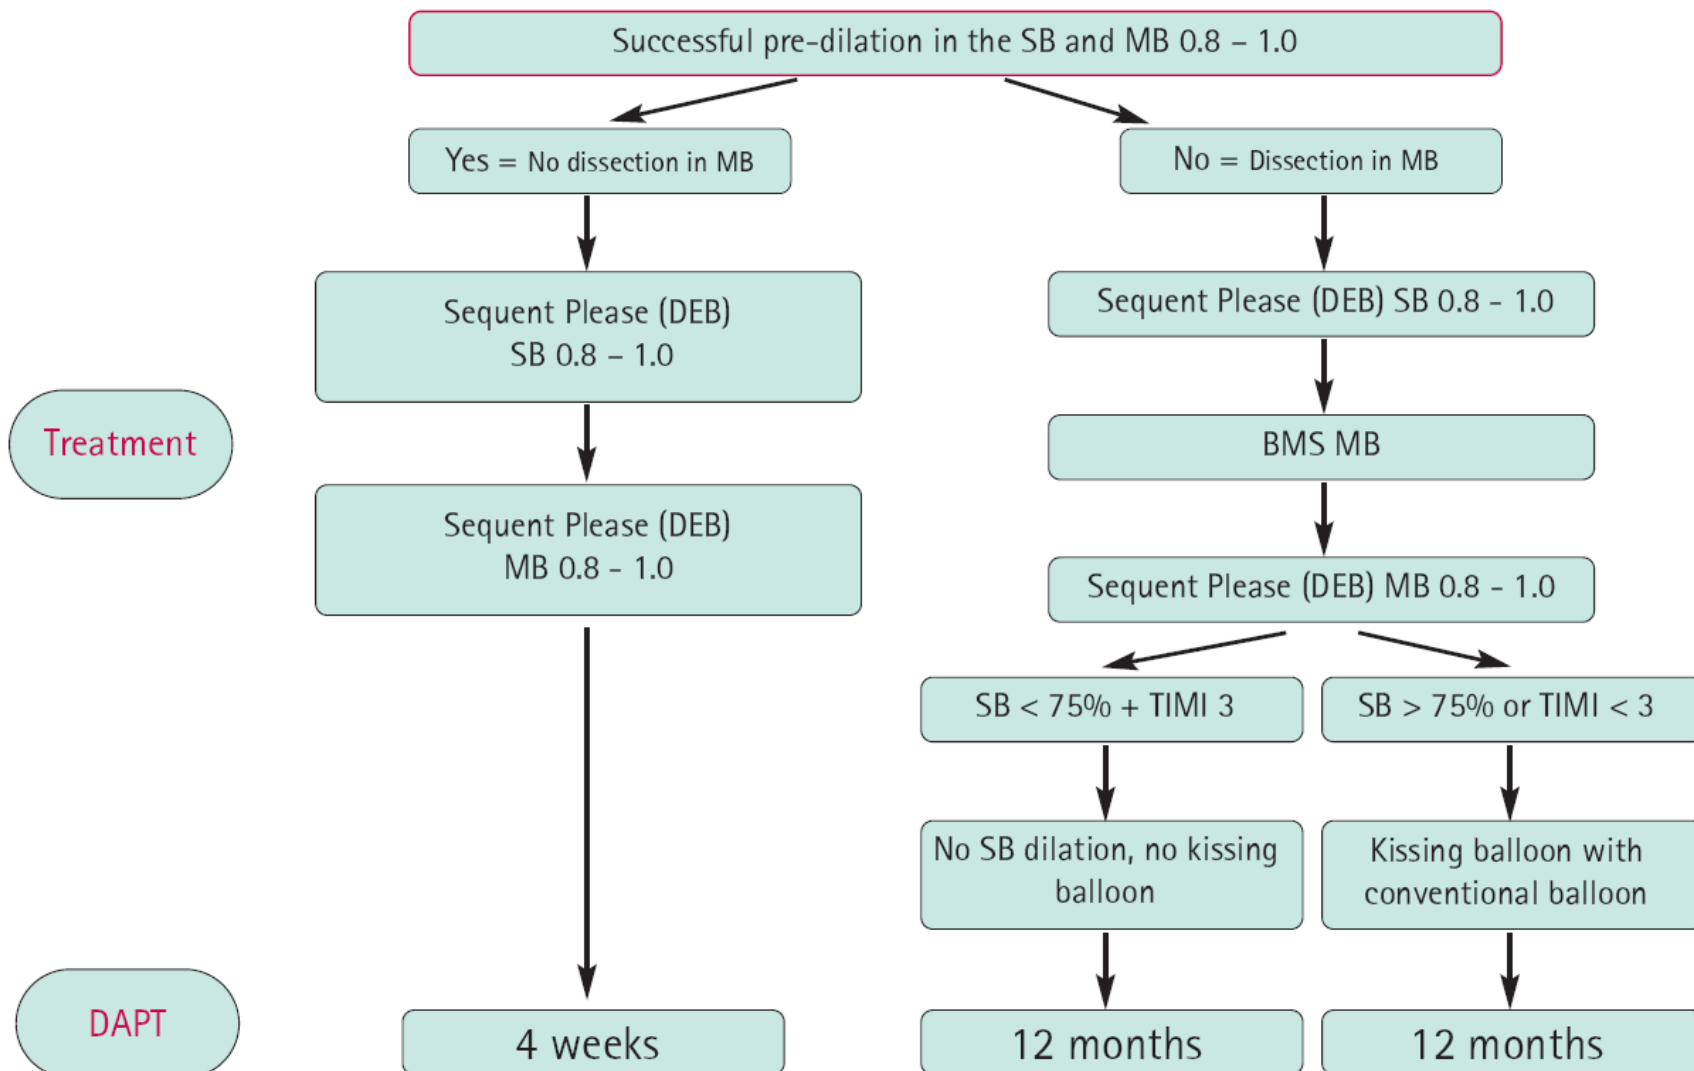 Successful pre-dilation in the SB and MB 0.8 – 1.0
Yes = No dissection in MB
No = Dissection in MB
Sequent Please (DEB)
SB 0.8 – 1.0
Sequent Please (DEB) SB 0.8 - 1.0
Treatment
BMS MB
Sequent Please (DEB)
MB 0.8 - 1.0
Sequent Please (DEB) MB 0.8 - 1.0
SB < 75% + TIMI 3
SB > 75% or TIMI < 3
No SB dilation, no kissing
balloon
Kissing balloon with
conventional balloon
DAPT
4 weeks
12 months
12 months